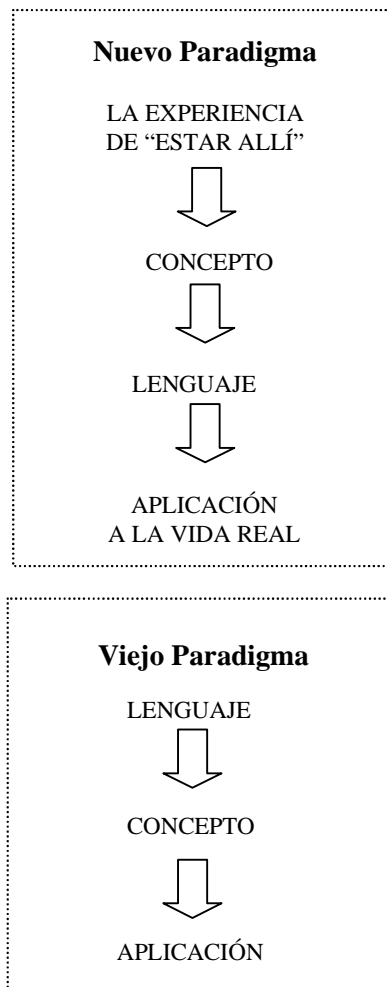 Nuevo Paradigma
LA EXPERIENCIA
DE “ESTAR ALLÍ”
CONCEPTO
LENGUAJE
APLICACIÓN
A LA VIDA REAL
Viejo Paradigma
LENGUAJE
CONCEPTO
APLICACIÓN